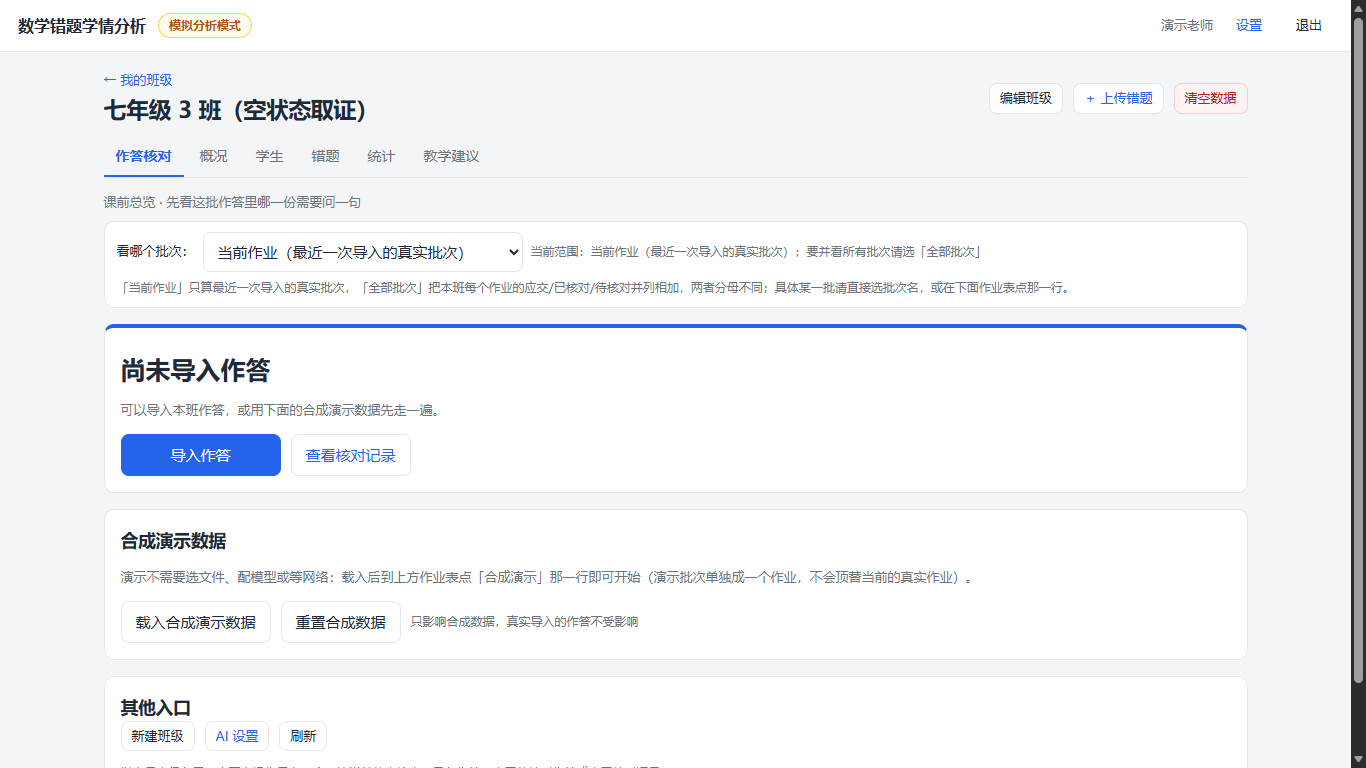 数学错题学情分析 模拟分析模式 演示老师 设置 退出
← 我的班级
七年级 3 班（空状态取证）
编辑班级 + 上传错题 清空数据
作答核对 概况 学生 错题 统计 教学建议
课前总览 · 先看这批作答里哪一份需要问一句
看哪个批次： 当前作业（最近一次导入的真实批次） 当前范围：当前作业（最近一次导入的真实批次）；要并看所有批次请选「全部批次」
「当前作业」只算最近一次导入的真实批次，「全部批次」把本班每个作业的应交/已核对/待核对并列相加，两者分母不同；具体某一批请直接选批次名，或在下面作业表点那一行。
尚未导入作答
可以导入本班作答，或用下面的合成演示数据先走一遍。
导入作答 查看核对记录
合成演示数据
演示不需要选文件、配模型或等网络：载入后到上方作业表点「合成演示」那一行即可开始（演示批次单独成一个作业，不会顶替当前的真实作业）。
载入合成演示数据 重置合成数据 只影响合成数据，真实导入的作答不受影响
其他入口
新建班级 AI 设置 刷新